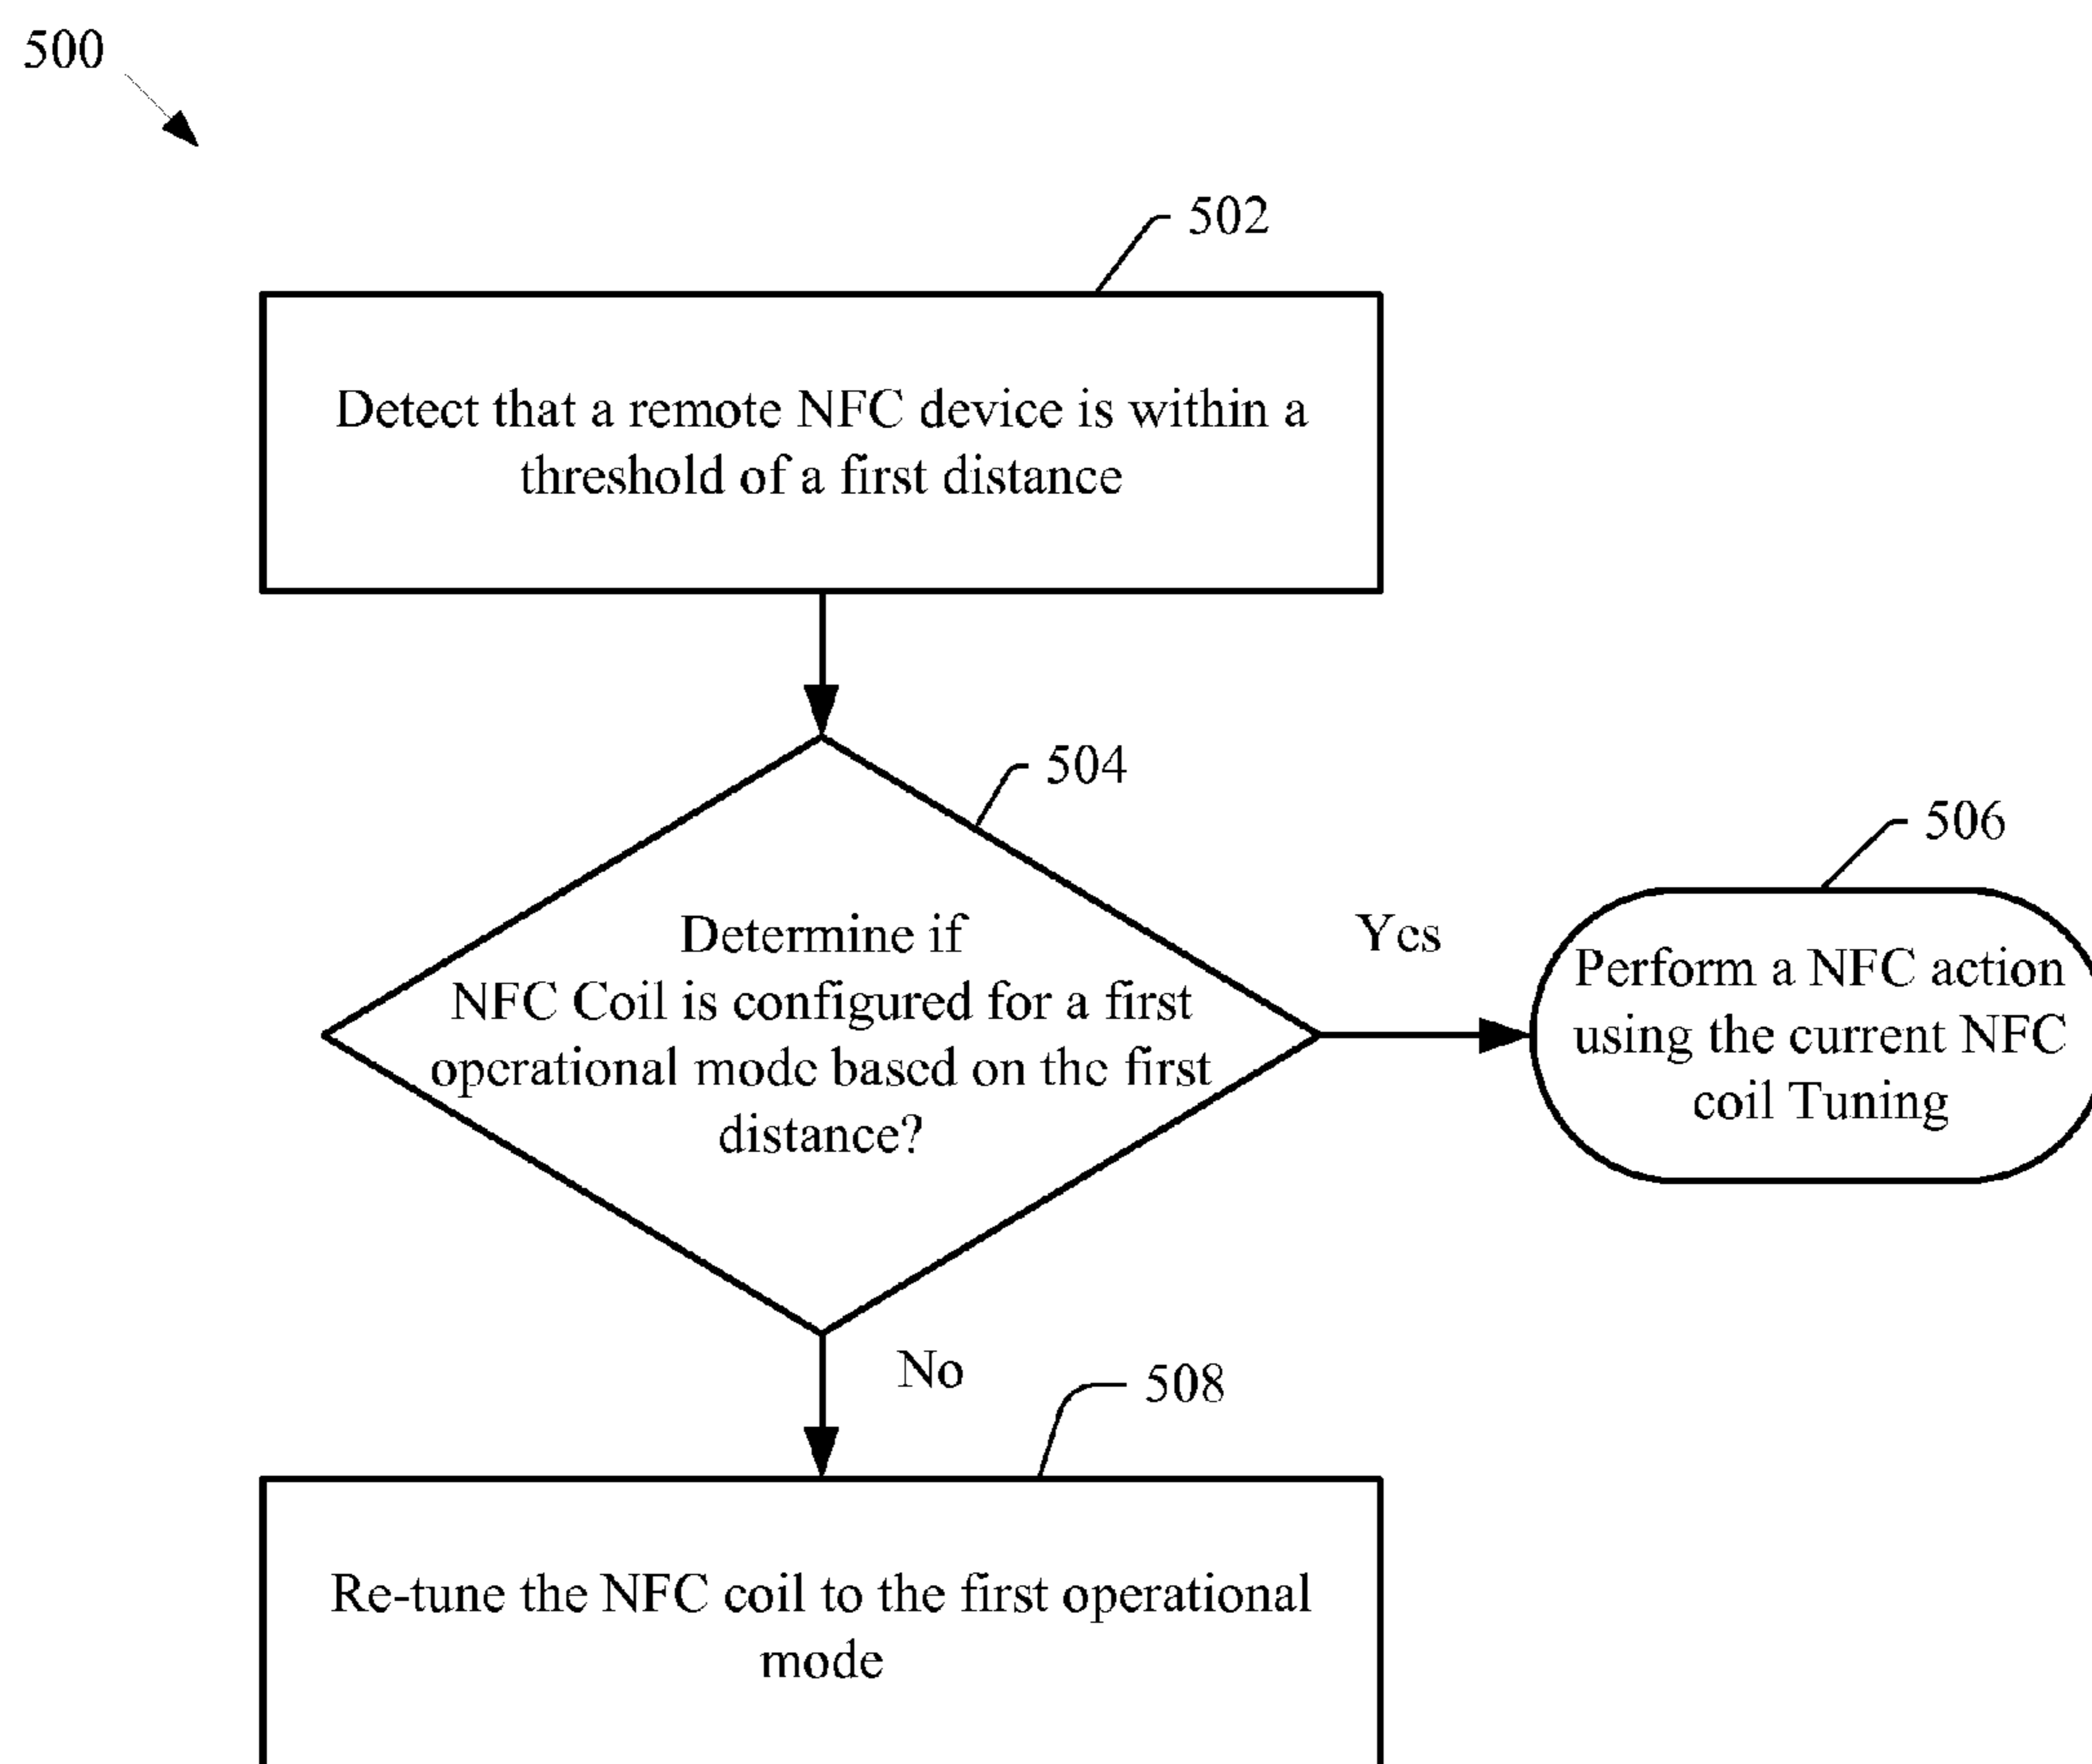 500
502
Detect that a remote NFC device is within a
threshold of a first distance
504
506
Determine if
NFC Coil is configured for a first
operational mode based on the first
distance?
Yes
Perform a NFC action
using the current NFC
coil Tuning
No
508
Re-tune the NFC coil to the first operational
mode